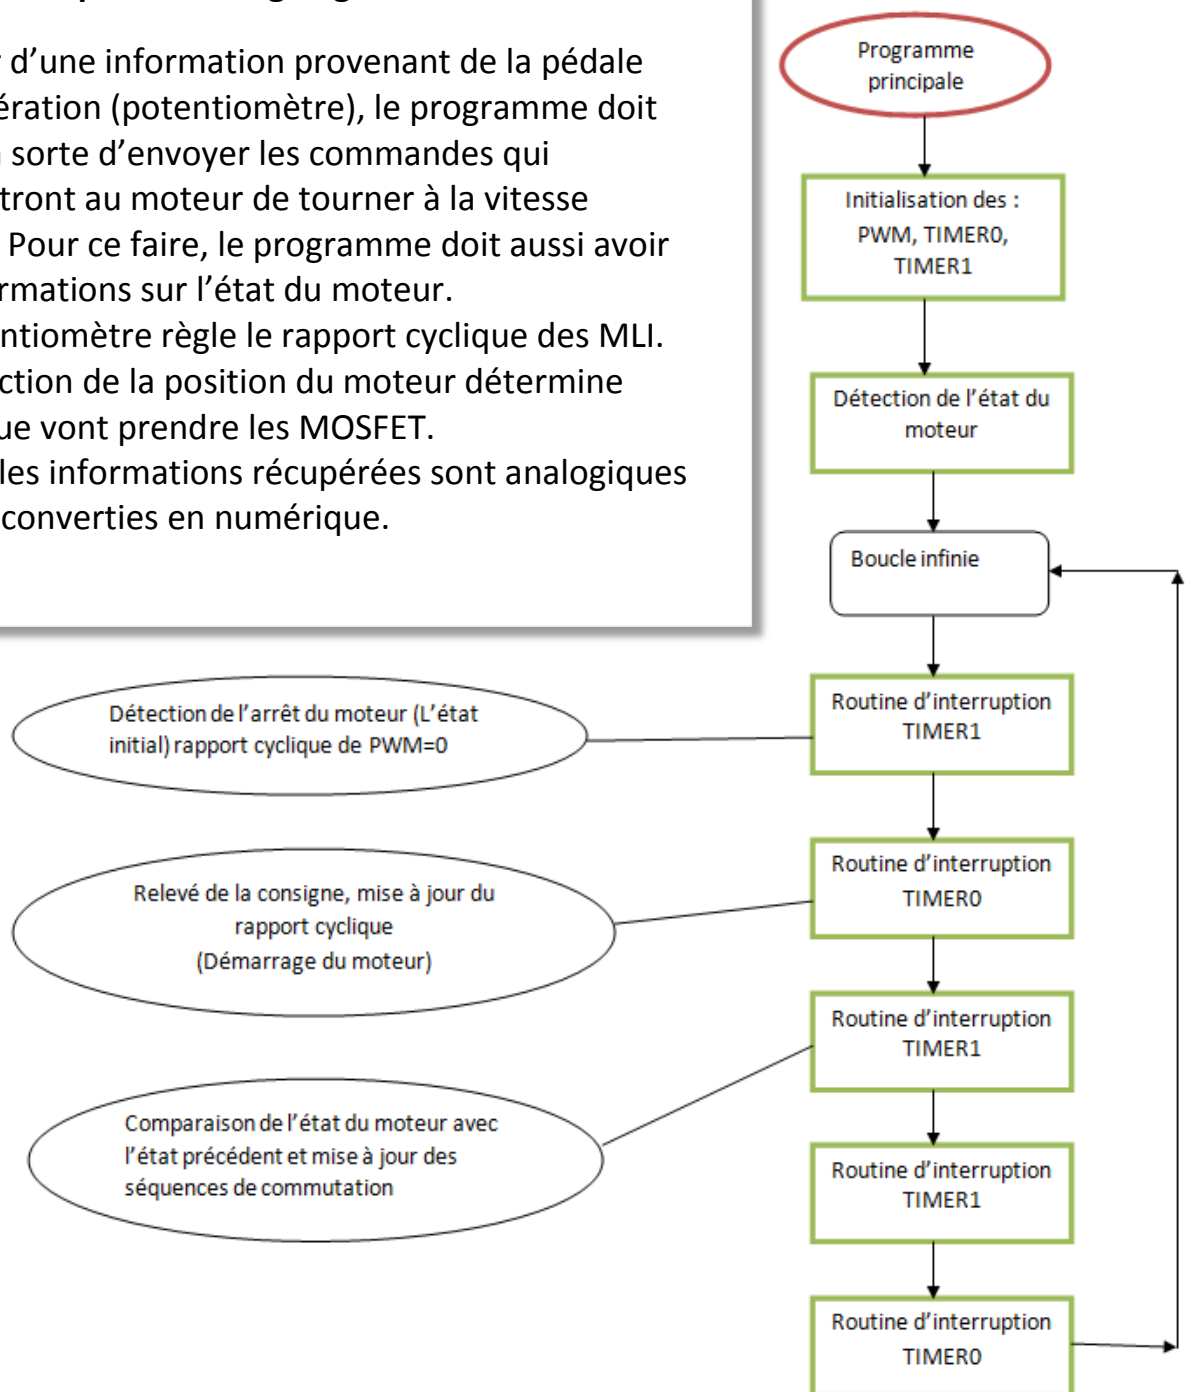 r d’une information provenant de la pédale
ération (potentiomètre), le programme doit
sorte d’envoyer les commandes qui
tront au moteur de tourner à la vitesse
Pour ce faire, le programme doit aussi avoir
rmations sur l’état du moteur.
ntiomètre règle le rapport cyclique des MLI.
ction de la position du moteur détermine
ue vont prendre les MOSFET.
les informations récupérées sont analogiques
converties en numérique.
Programme
principale
Initialisation des :
PWM, TIMER0,
TIMER1
Détection de l’état du
moteur
Boucle infinie
Routine d’interruption
TIMER1
Détection de l’arrêt du moteur (L’état
initial) rapport cyclique de PWM=0
Routine d’interruption
TIMER0
Relevé de la consigne, mise à jour du
rapport cyclique
(Démarrage du moteur)
Routine d’interruption
TIMER1
Comparaison de l’état du moteur avec
l’état précédent et mise à jour des
séquences de commutation
Routine d’interruption
TIMER1
Routine d’interruption
TIMER0